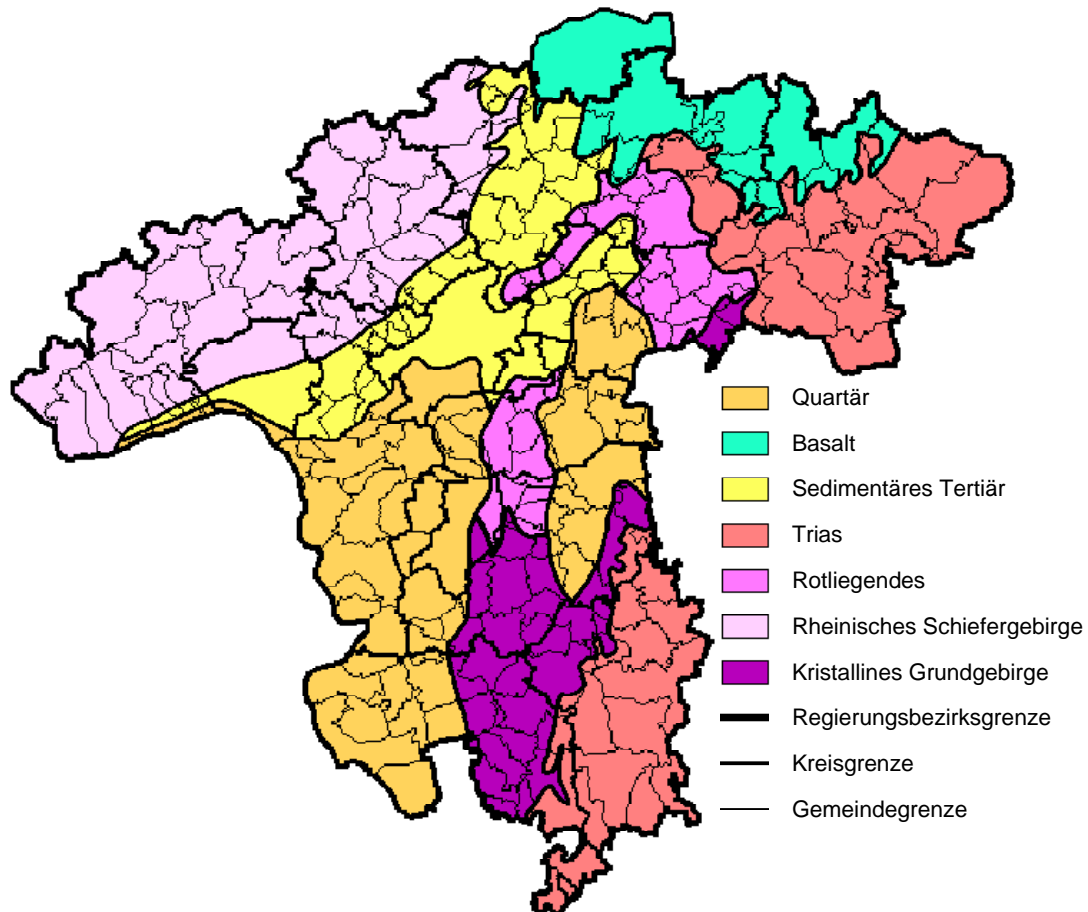 Quartär
Basalt
Sedimentäres Tertiär
Trias
Rotliegendes
Rheinisches Schiefergebirge
Kristallines Grundgebirge
Regierungsbezirksgrenze
Kreisgrenze
Gemeindegrenze